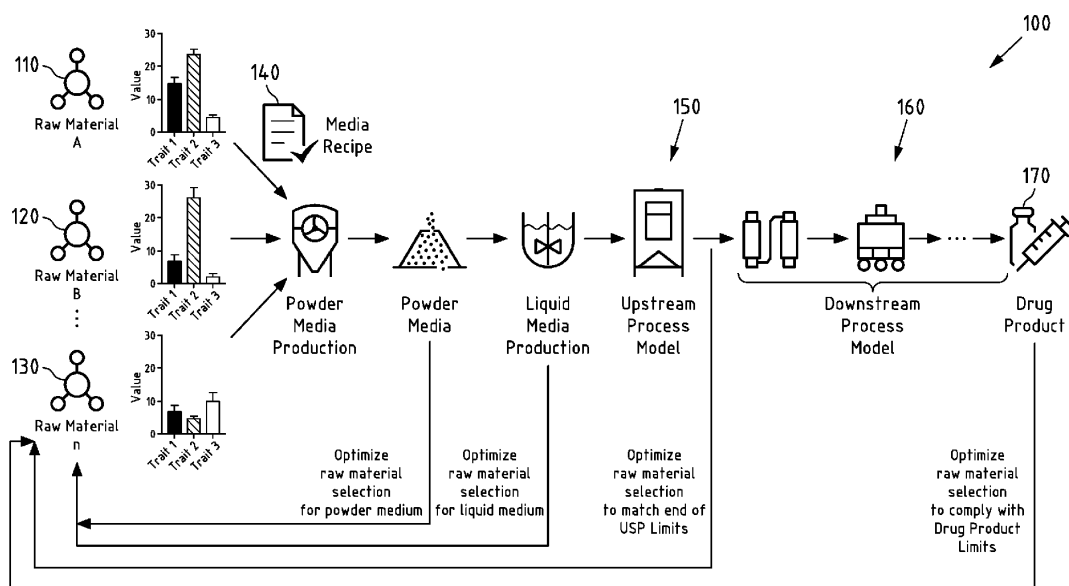 100
110
Raw Material
A
Value
30
20
10
0
Trait 1
Trait 2
Trait 3
140
Media
Recipe
150
160
170
120
Raw Material
B
Value
30
20
10
0
Trait 1
Trait 2
Trait 3
Powder
Media
Production
Powder
Media
Liquid
Media
Production
Upstream
Process
Model
Downstream
Process
Model
Drug
Product
130
Raw Material
n
Value
30
20
10
0
Trait 1
Trait 2
Trait 3
Optimize
raw material
selection
for powder medium
Optimize
raw material
selection
for liquid medium
Optimize
raw material
selection
to match end of
USP Limits
Optimize
raw material
selection
to comply with
Drug Product
Limits